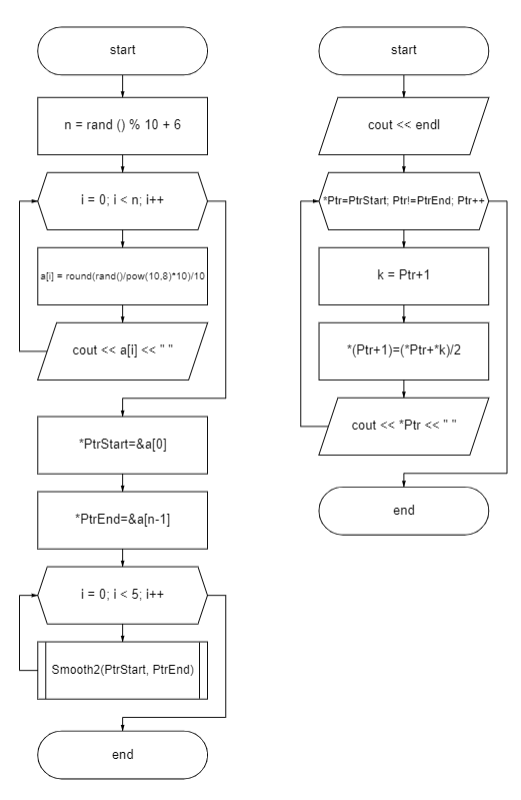 start
n = rand () % 10 + 6
i = 0; i < n; i++
a[i] = round(rand()/pow(10,8)*10)/10
cout << a[i] << " "
*PtrStart=&a[0]
*PtrEnd=&a[n-1]
i = 0; i < 5; i++
Smooth2(PtrStart, PtrEnd)
end
start
cout << endl
*Ptr=PtrStart; Ptr!=PtrEnd; Ptr++
k = Ptr+1
*(Ptr+1)=(*Ptr+*k)/2
cout << *Ptr << " "
end